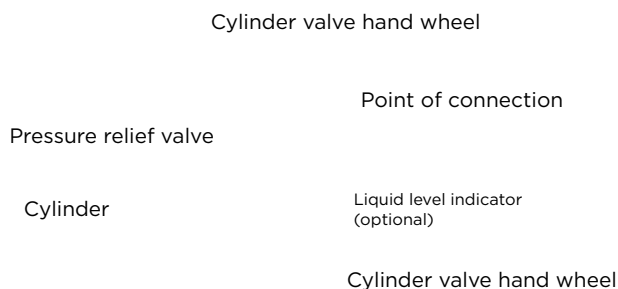 Cylinder valve hand wheel
Point of connection
Pressure relief valve
Cylinder
Liquid level indicator
(optional)
Cylinder valve hand wheel